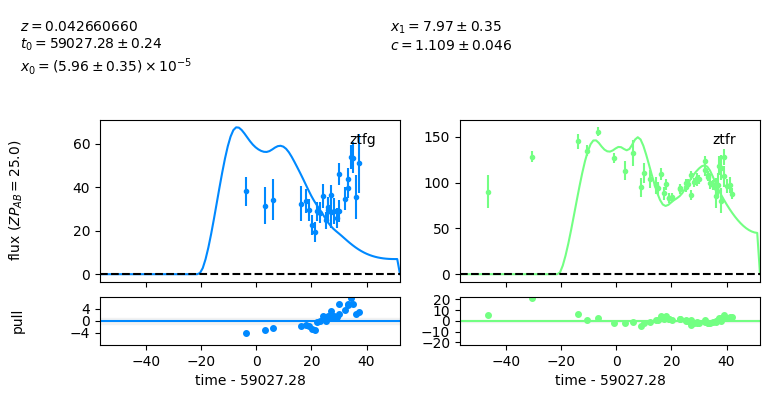 z = 0.042660660
t₀ = 59027.28 ± 0.24
x₀ = (5.96 ± 0.35) × 10⁻⁵
x₁ = 7.97 ± 0.35
c = 1.109 ± 0.046
flux (ZP_AB = 25.0)
60
40
20
0
ztfg
150
100
50
0
ztfr
pull
4
0
−4
−40 −20 0 20 40
time - 59027.28
20
10
0
−10
−20
−40 −20 0 20 40
time - 59027.28